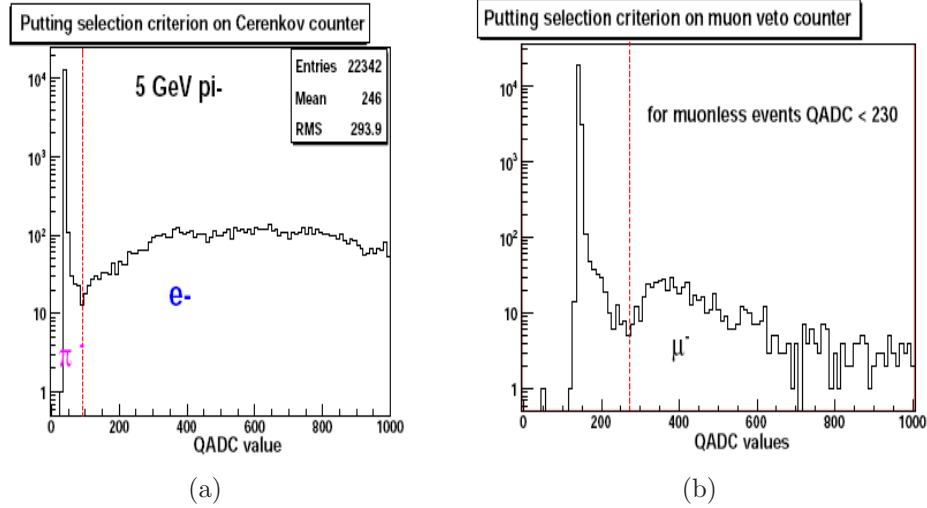 Putting selection criterion on Cerenkov counter
5 GeV pi-
Entries 22342
Mean 246
RMS 293.9
10⁴
10³
10²
10
1
π⁻
e-
0 200 400 600 800 1000
QADC value
(a)
Putting selection criterion on muon veto counter
for muonless events QADC < 230
10⁴
10³
10²
10
1
μ⁻
0 200 400 600 800 1000
QADC values
(b)